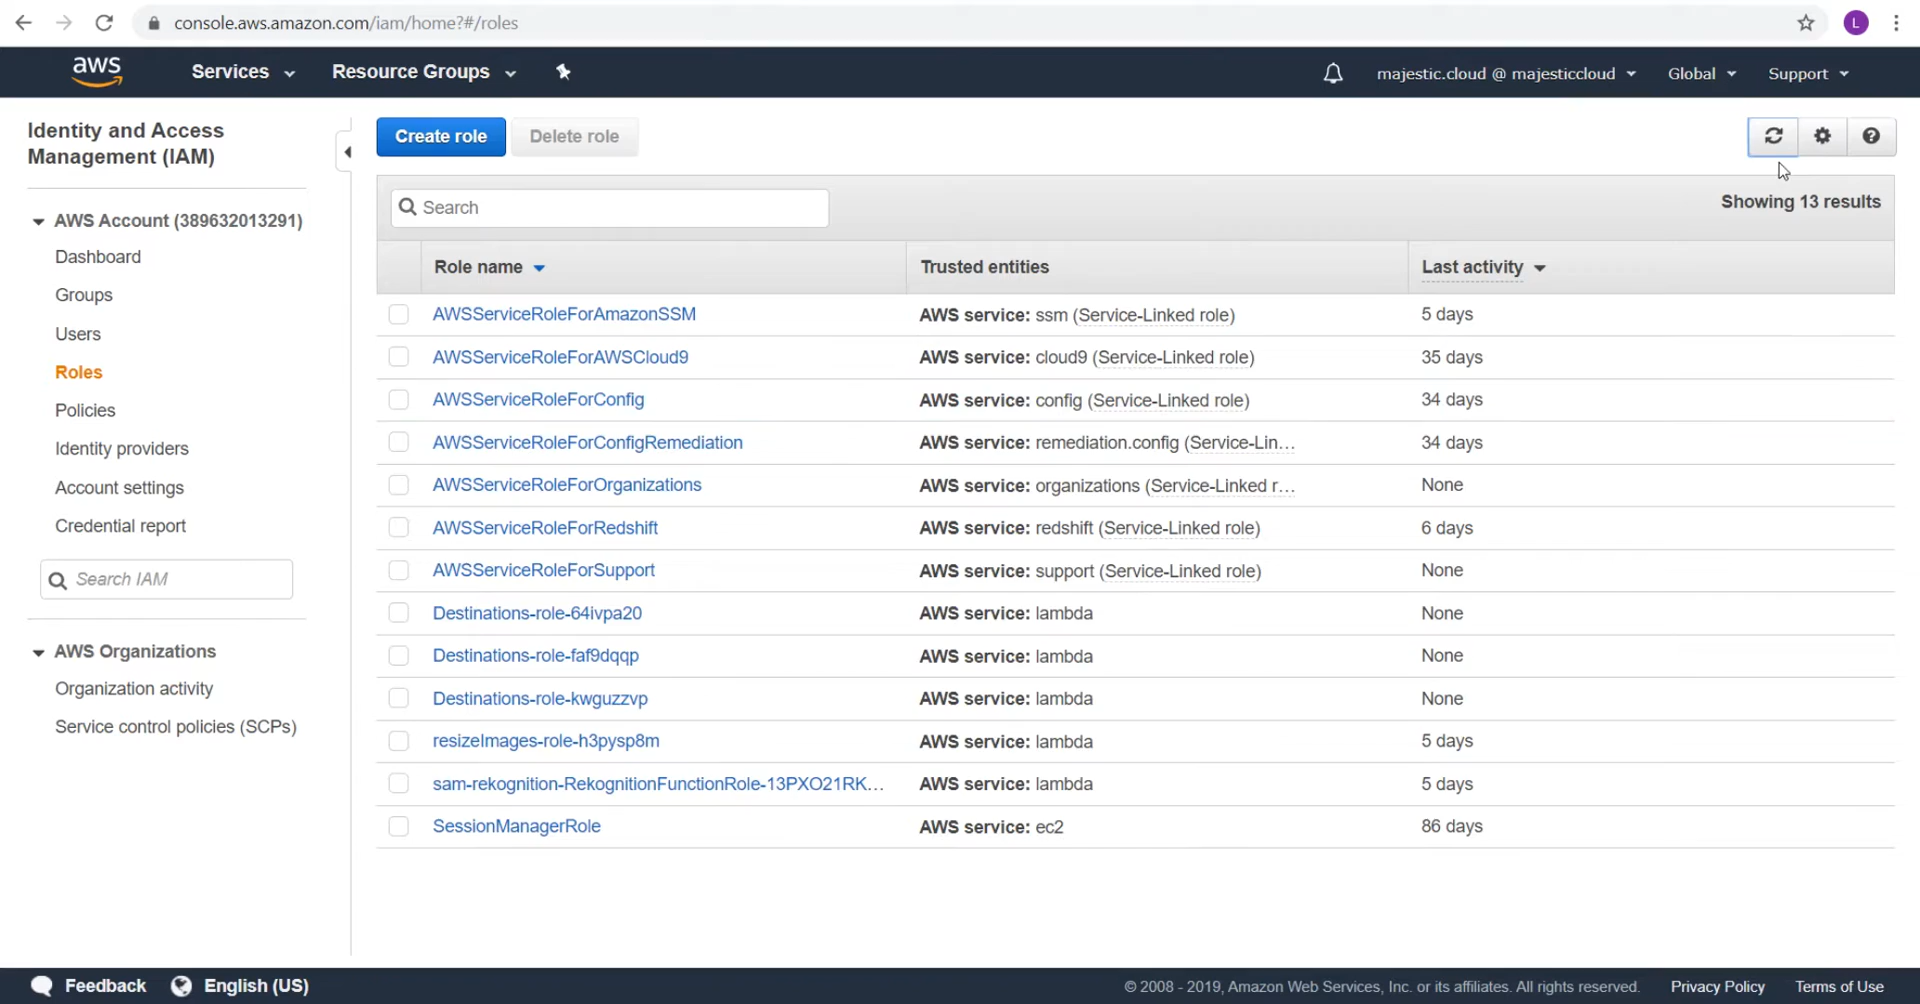 console.aws.amazon.com/iam/home?#/roles
L
aws
Services
Resource Groups
majestic.cloud @ majesticcloud
Global
Support
Identity and Access
Management (IAM)
AWS Account (389632013291)
Dashboard
Groups
Users
Roles
Policies
Identity providers
Account settings
Credential report
Search IAM
AWS Organizations
Organization activity
Service control policies (SCPs)
Create role
Delete role
Search
Showing 13 results
Role name Trusted entities Last activity
AWSServiceRoleForAmazonSSM AWS service: ssm (Service-Linked role) 5 days
AWSServiceRoleForAWSCloud9 AWS service: cloud9 (Service-Linked role) 35 days
AWSServiceRoleForConfig AWS service: config (Service-Linked role) 34 days
AWSServiceRoleForConfigRemediation AWS service: remediation.config (Service-Lin... 34 days
AWSServiceRoleForOrganizations AWS service: organizations (Service-Linked r... None
AWSServiceRoleForRedshift AWS service: redshift (Service-Linked role) 6 days
AWSServiceRoleForSupport AWS service: support (Service-Linked role) None
Destinations-role-64ivpa20 AWS service: lambda None
Destinations-role-faf9dqqp AWS service: lambda None
Destinations-role-kwguzzvp AWS service: lambda None
resizeImages-role-h3pysp8m AWS service: lambda 5 days
sam-rekognition-RekognitionFunctionRole-13PXO21RK... AWS service: lambda 5 days
SessionManagerRole AWS service: ec2 86 days
Feedback
English (US)
© 2008 - 2019, Amazon Web Services, Inc. or its affiliates. All rights reserved.
Privacy Policy
Terms of Use